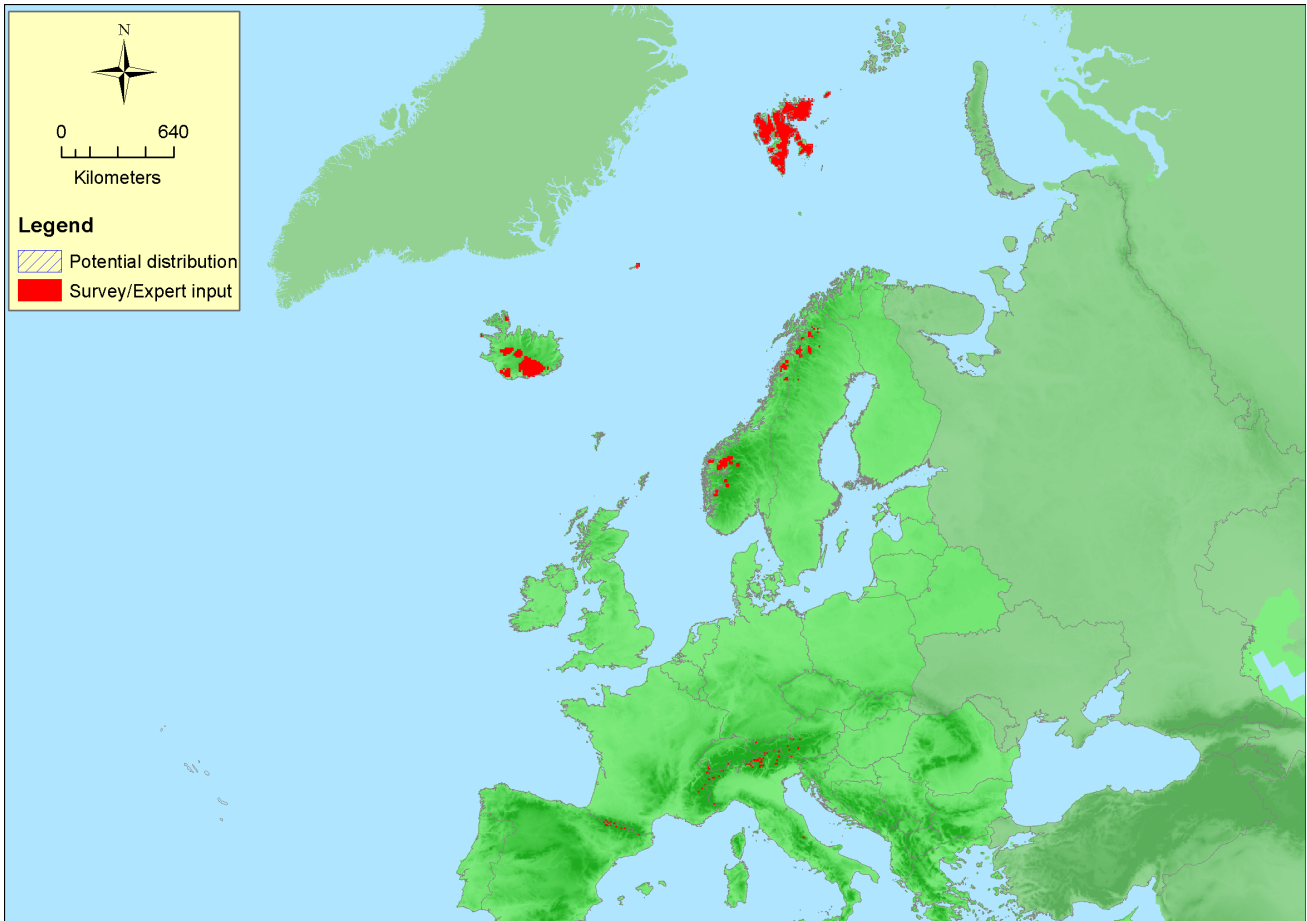 N
0 640
Kilometers
Legend
Potential distribution
Survey/Expert input